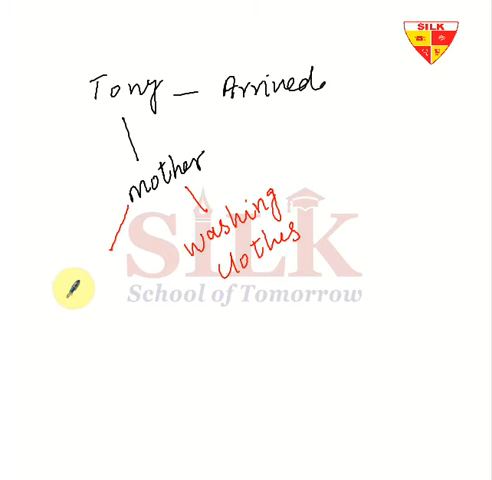 SILK
Tony – Arrived
mother
washing
clothes
SILK
School of Tomorrow